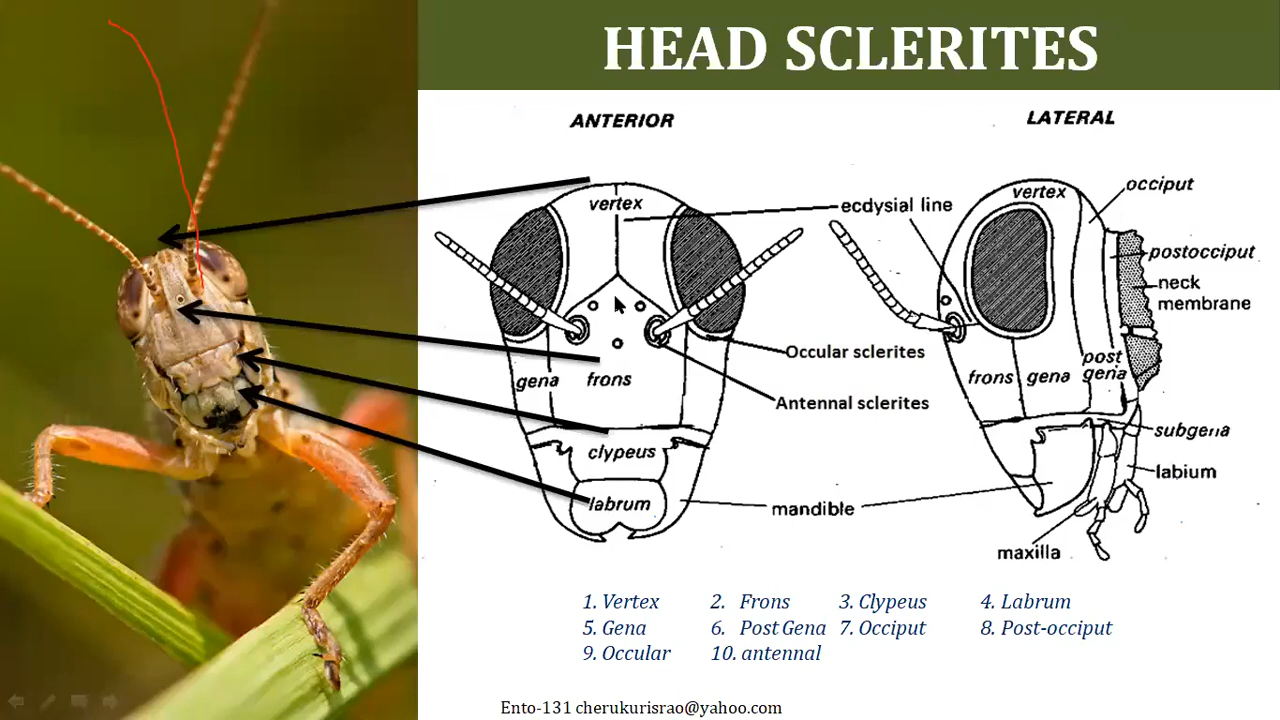 HEAD SCLERITES
ANTERIOR
LATERAL
vertex
ecdysial line
vertex
occiput
postocciput
neck
membrane
Occular sclerites
gena
frons
Antennal sclerites
frons
gena
post
gena
clypeus
subgena
labium
labrum
mandible
maxilla
1. Vertex 2. Frons 3. Clypeus 4. Labrum
5. Gena 6. Post Gena 7. Occiput 8. Post-occiput
9. Occular 10. antennal
Ento-131 cherukurisrao@yahoo.com